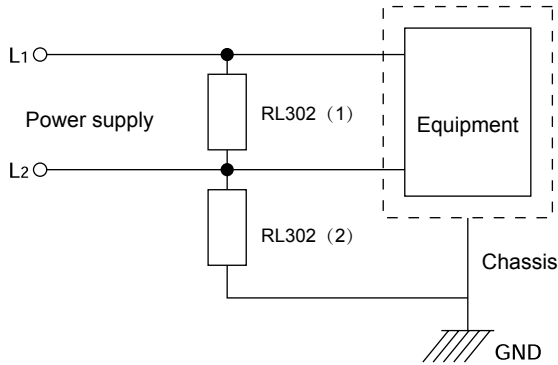 L1
RL302（1）
Power supply
Equipment
L2
RL302（2）
Chassis
GND